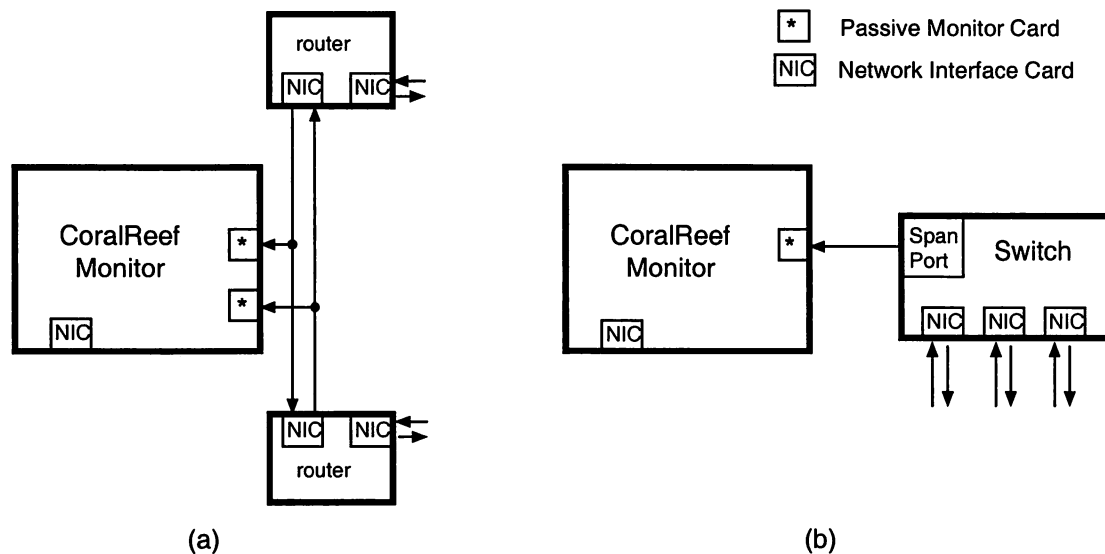 router
NIC NIC
* Passive Monitor Card
NIC Network Interface Card
CoralReef
Monitor
*
*
NIC
NIC NIC
router
(a)
CoralReef
Monitor
*
NIC
Span
Port
Switch
NIC NIC NIC
(b)